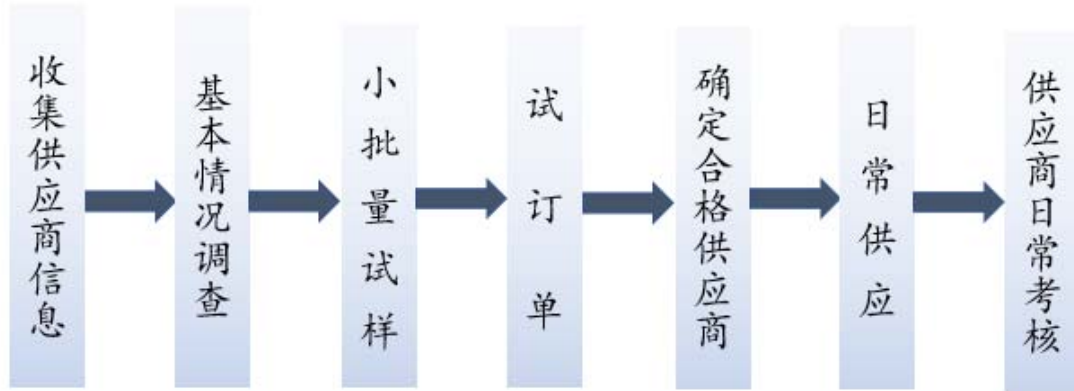 收集供应商信息
基本情况调查
小批量试样
试订单
确定合格供应商
日常供应
供应商日常考核